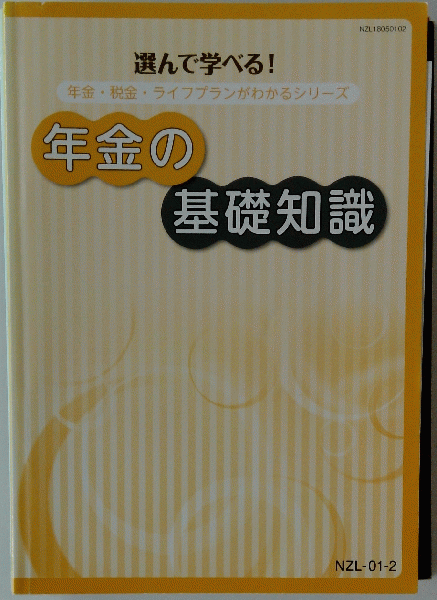 NZL18050102
選んで学べる!
年金・税金・ライフプランがわかるシリーズ
年金の
基礎知識
NZL-01-2